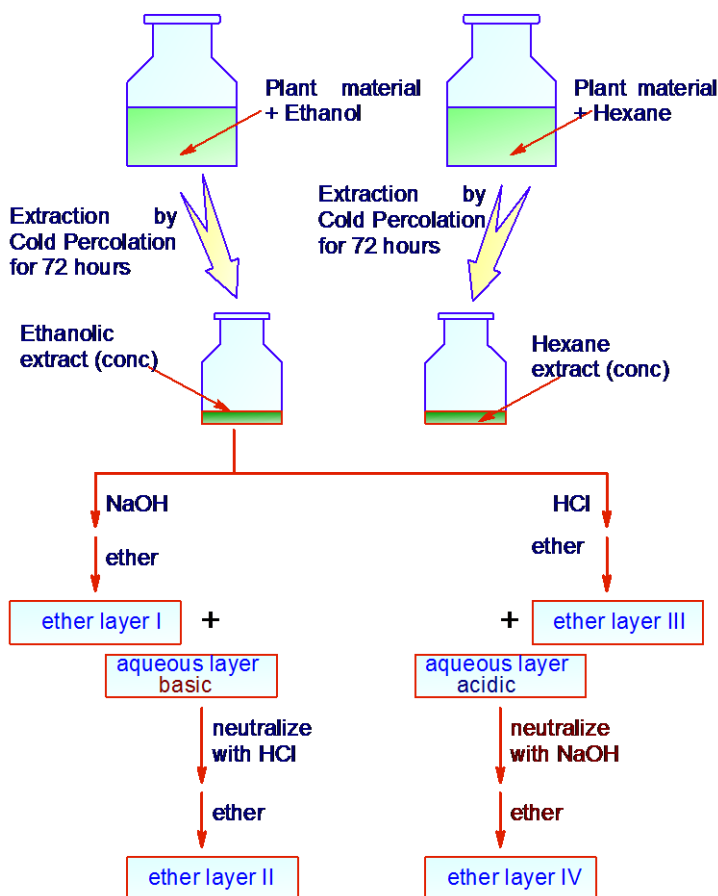 Plant material
+ Ethanol
Plant material
+ Hexane
Extraction by
Cold Percolation
for 72 hours
Extraction by
Cold Percolation
for 72 hours
Ethanolic
extract (conc)
Hexane
extract (conc)
NaOH
HCl
ether
ether
ether layer I
+
+
ether layer III
aqueous layer
basic
aqueous layer
acidic
neutralize
with HCl
neutralize
with NaOH
ether
ether
ether layer II
ether layer IV